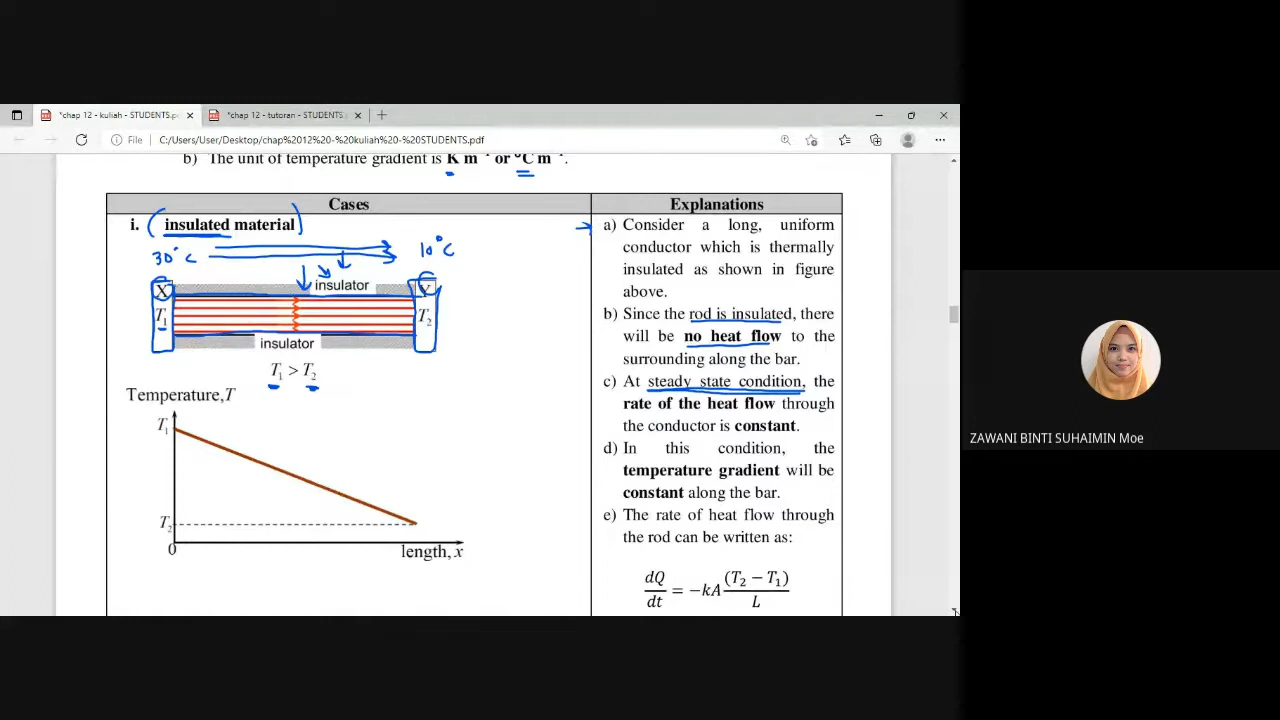 *chap 12 - kuliah - STUDENTS.p
*chap 12 - tutoran - STUDENTS.
File
C:/Users/User/Desktop/chap%2012%20-%20kuliah%20-%20STUDENTS.pdf
b) The unit of temperature gradient is K m⁻¹ or °C m⁻¹.
Cases
Explanations
i. (insulated material)
30°C
10°C
insulator
X
Y
T₁
T₂
insulator
T₁ > T₂
Temperature, T
T₁
T₂
0
length, x
a) Consider a long, uniform
conductor which is thermally
insulated as shown in figure
above.
b) Since the rod is insulated, there
will be no heat flow to the
surrounding along the bar.
c) At steady state condition, the
rate of the heat flow through
the conductor is constant.
d) In this condition, the
temperature gradient will be
constant along the bar.
e) The rate of heat flow through
the rod can be written as:
dQ/dt = −kA (T₂ − T₁)/L
ZAWANI BINTI SUHAIMIN Moe